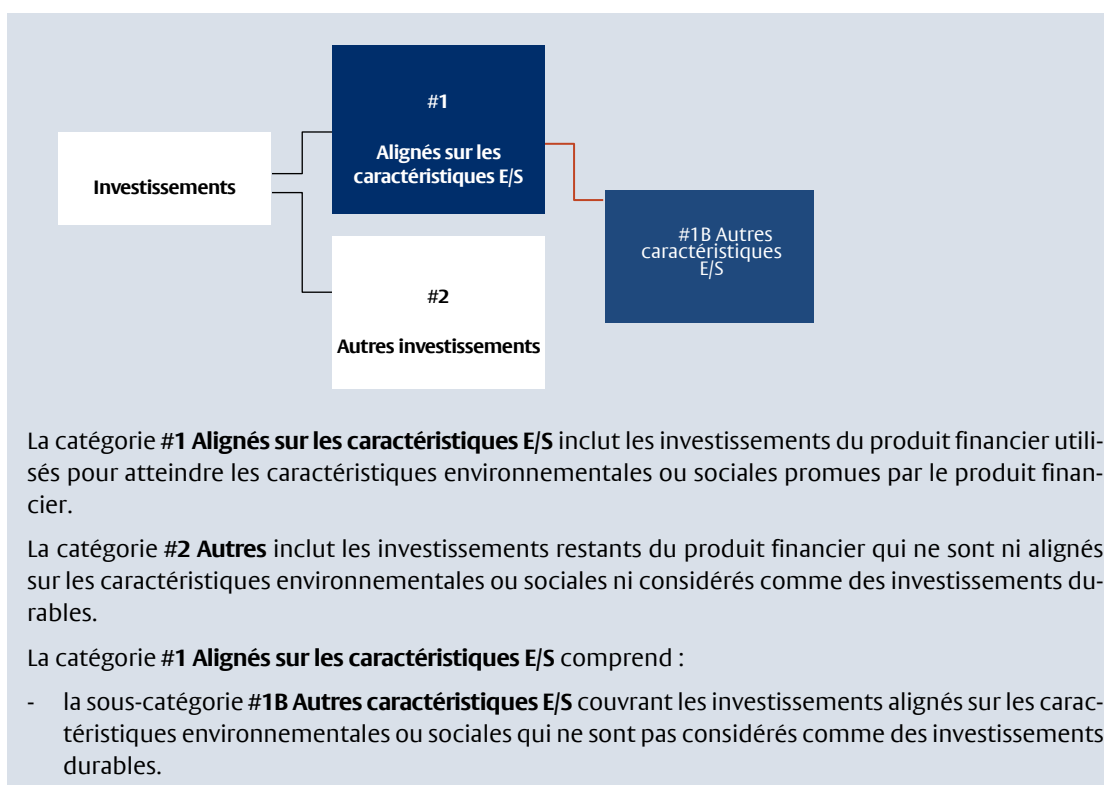 #1
Alignés sur les
caractéristiques E/S
Investissements
#1B Autres
caractéristiques
E/S
#2
Autres investissements
La catégorie #1 Alignés sur les caractéristiques E/S inclut les investissements du produit financier utili-
sés pour atteindre les caractéristiques environnementales ou sociales promues par le produit finan-
cier.
La catégorie #2 Autres inclut les investissements restants du produit financier qui ne sont ni alignés
sur les caractéristiques environnementales ou sociales ni considérés comme des investissements du-
rables.
La catégorie #1 Alignés sur les caractéristiques E/S comprend :
- la sous-catégorie #1B Autres caractéristiques E/S couvrant les investissements alignés sur les carac-
téristiques environnementales ou sociales qui ne sont pas considérés comme des investissements
durables.